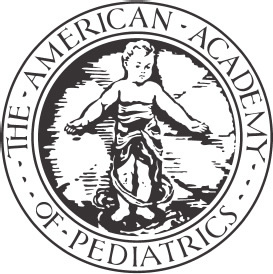 · THE · AMERICAN · ACADEMY ·
OF · PEDIATRICS